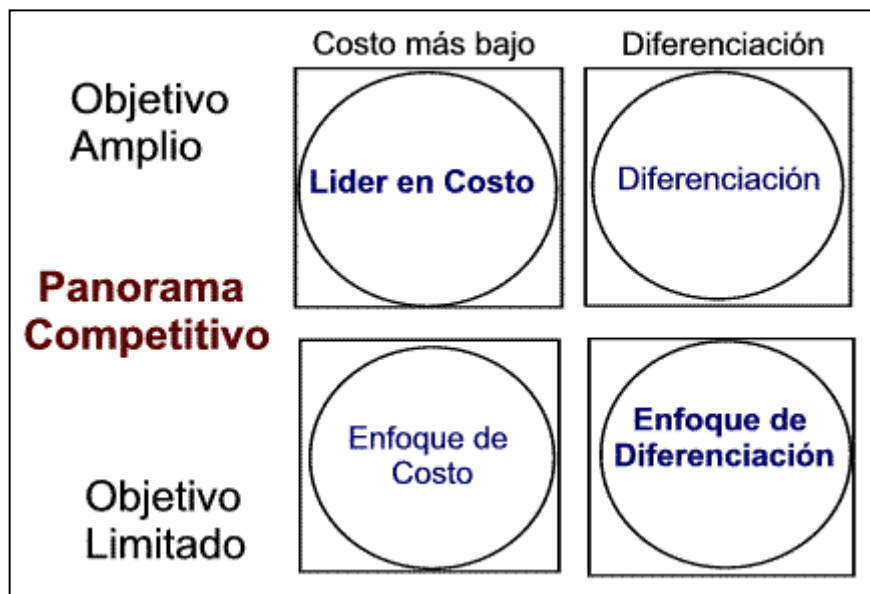 Costo más bajo
Diferenciación
Objetivo
Amplio
Lider en Costo
Diferenciación
Panorama
Competitivo
Enfoque de
Costo
Enfoque de
Diferenciación
Objetivo
Limitado